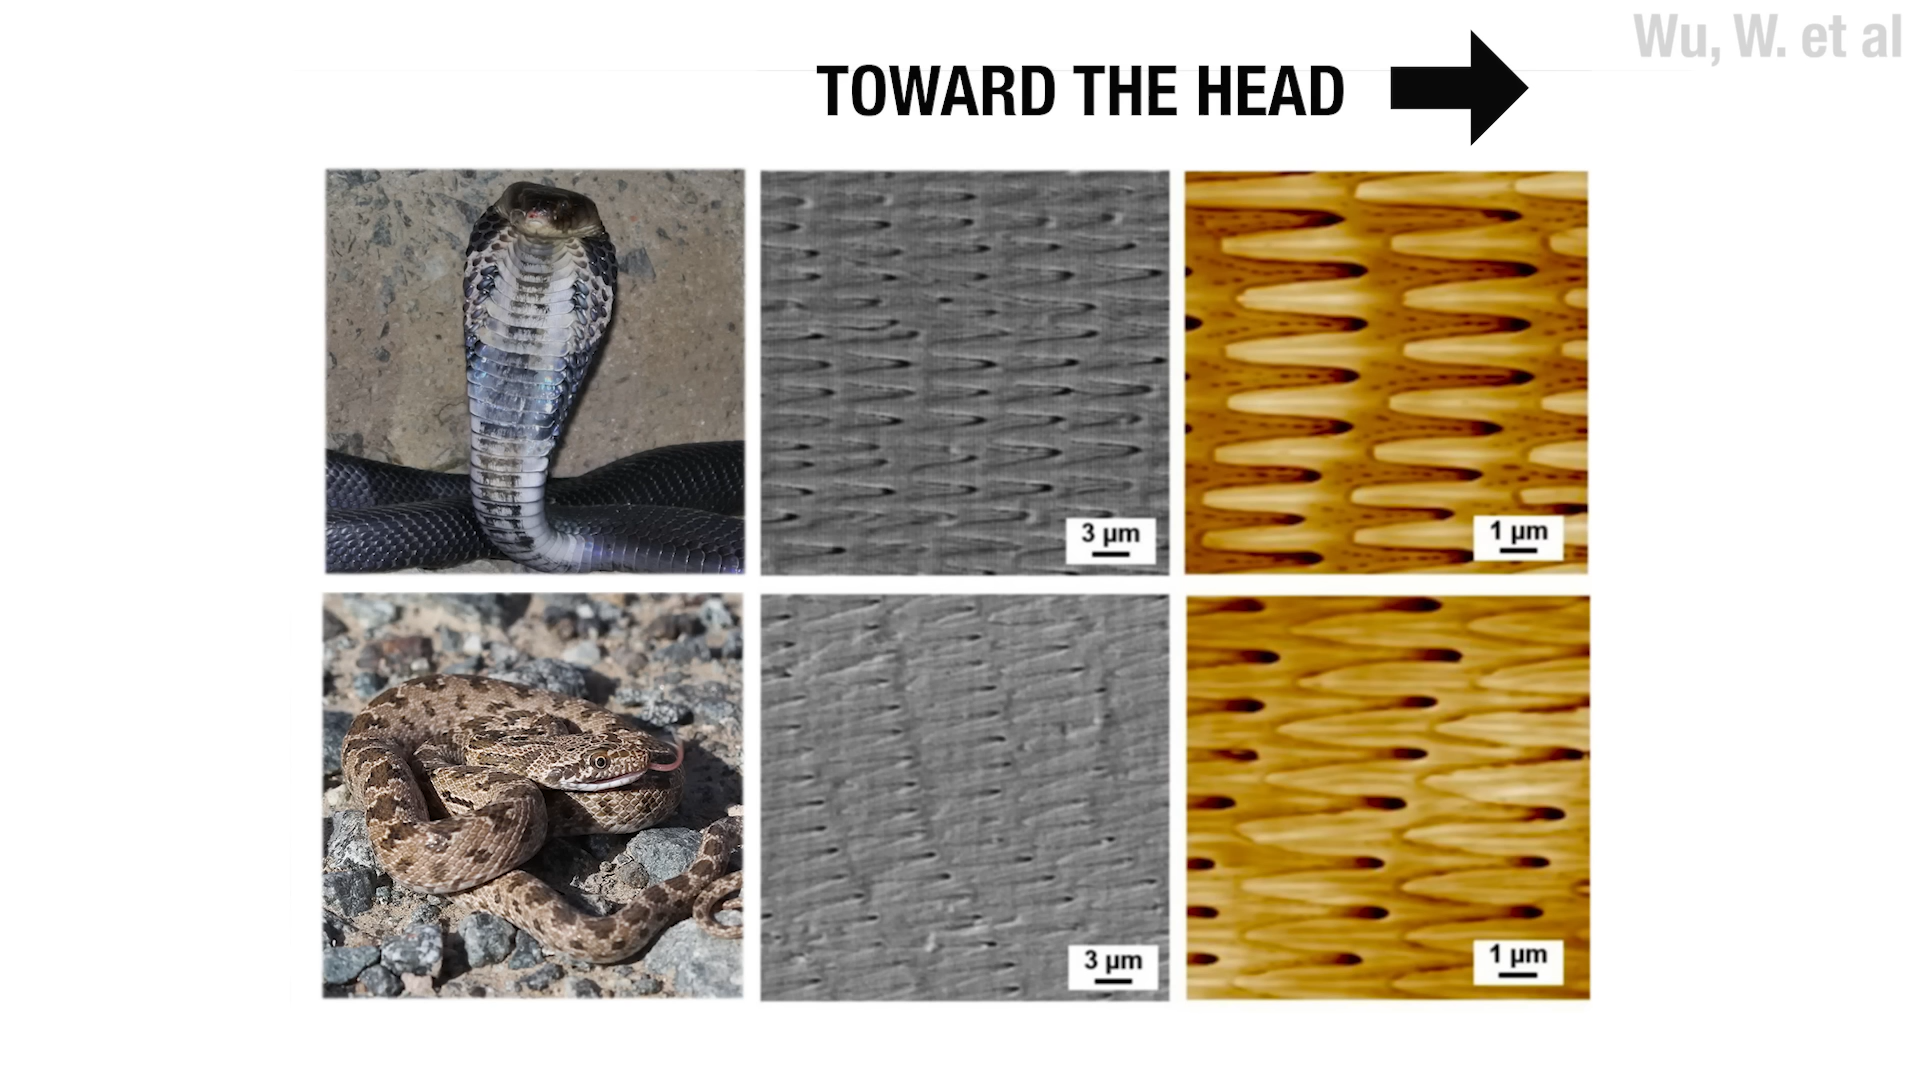 Wu, W. et al
TOWARD THE HEAD
3 µm
1 µm
3 µm
1 µm